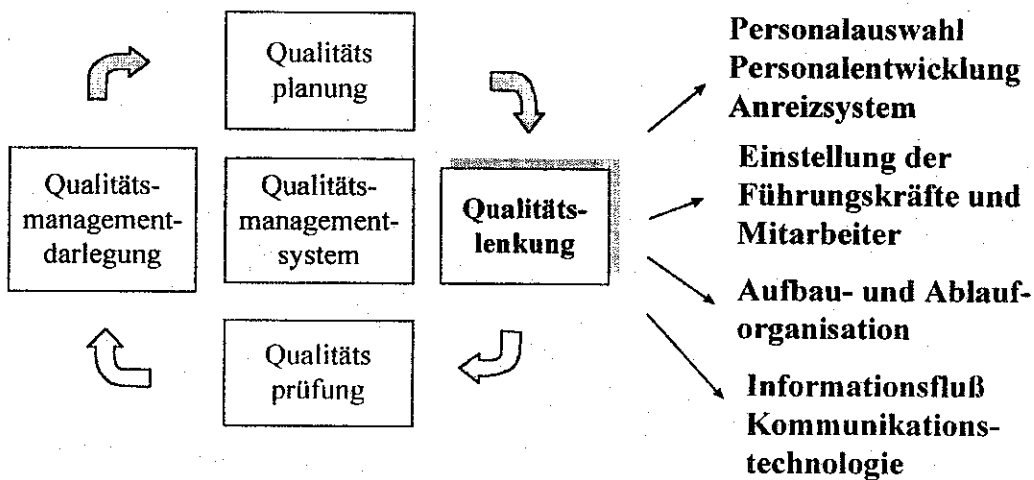 Qualitäts
planung
Qualitäts-
management-
darlegung
Qualitäts-
management-
system
Qualitäts-
lenkung
Qualitäts
prüfung
Personalauswahl
Personalentwicklung
Anreizsystem
Einstellung der
Führungskräfte und
Mitarbeiter
Aufbau- und Ablauf-
organisation
Informationsfluß
Kommunikations-
technologie